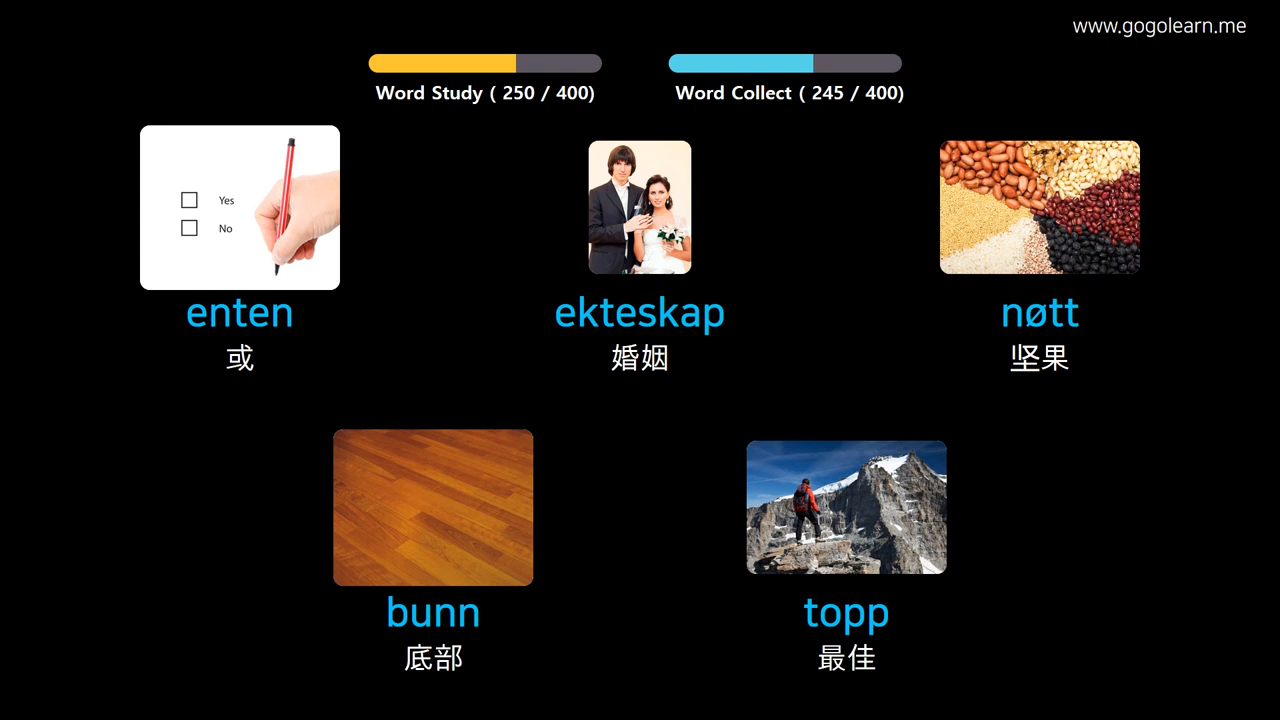 www.gogolearn.me
Word Study ( 250 / 400)
Word Collect ( 245 / 400)
Yes
No
enten
或
ekteskap
婚姻
nøtt
坚果
bunn
底部
topp
最佳